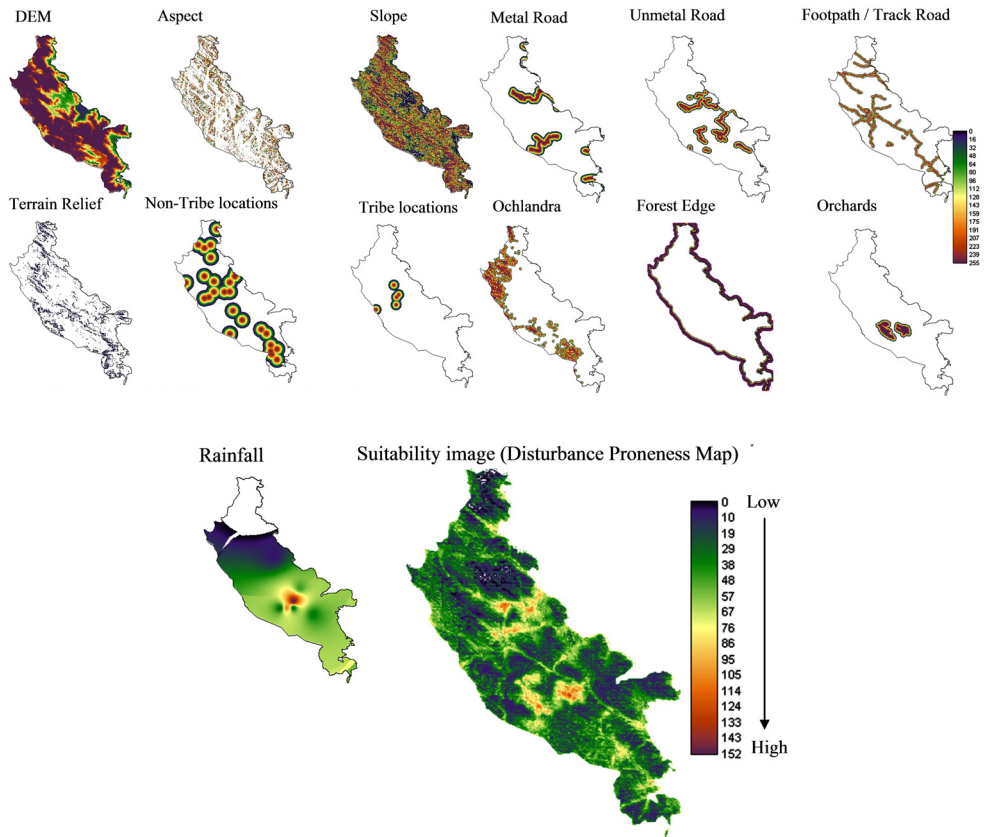 DEM
Aspect
Slope
Metal Road
Unmetal Road
Footpath / Track Road
0
16
32
48
64
80
96
112
128
143
159
175
191
207
223
239
255
Terrain Relief
Non-Tribe locations
Tribe locations
Ochlandra
Forest Edge
Orchards
Rainfall
Suitability image (Disturbance Proneness Map)
0
10
19
29
38
48
57
67
76
86
95
105
114
124
133
143
152
Low
High